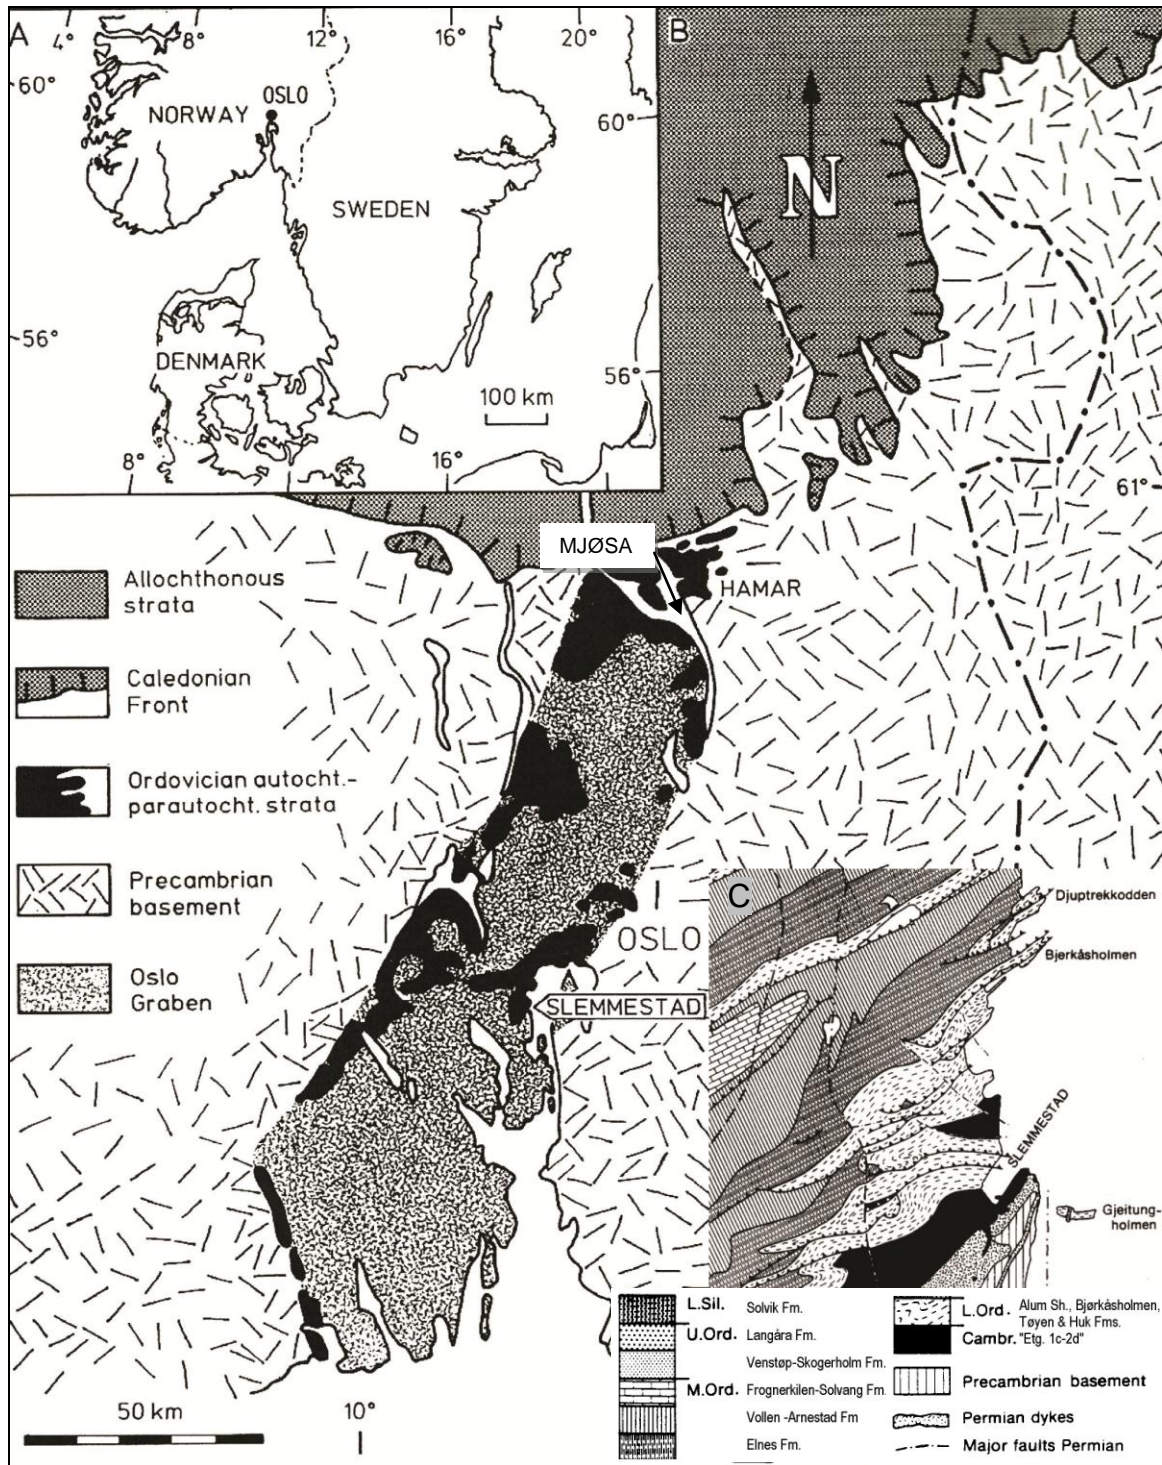 A
4°
8°
12°
16°
20°
B
60°
OSLO
NORWAY
60°
N
SWEDEN
56°
DENMARK
56°
100 km
8°
16°
61°
MJØSA
HAMAR
Allochthonous
strata
Caledonian
Front
Ordovician autocht.-
parautocht. strata
Precambrian
basement
Oslo
Graben
OSLO
SLEMMESTAD
C
Djuptrekkodden
Bjerkåsholmen
SLEMMESTAD
Gjeitung-
holmen
50 km
10°
L.Sil. Solvik Fm.
U.Ord. Langåra Fm.
Venstøp-Skogerholm Fm.
M.Ord. Frognerkilen-Solvang Fm.
Vollen -Arnestad Fm
Elnes Fm.
L.Ord. Alum Sh., Bjørkåsholmen,
Tøyen & Huk Fms.
Cambr. "Etg. 1c-2d"
Precambrian basement
Permian dykes
Major faults Permian